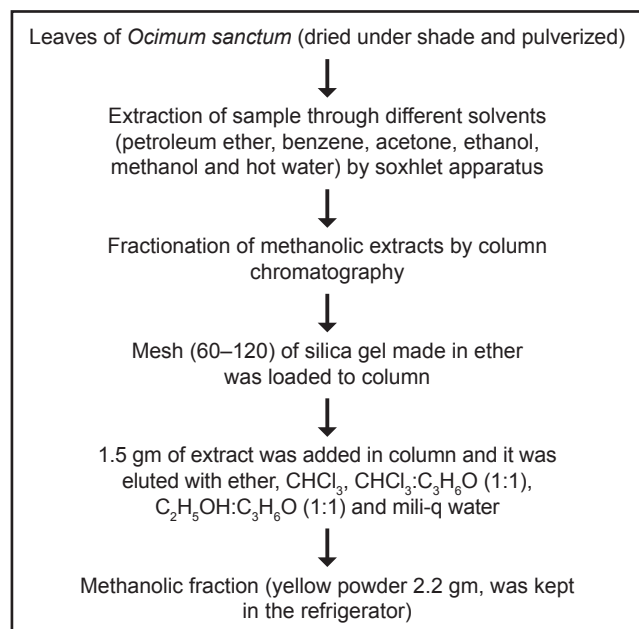 Leaves of Ocimum sanctum (dried under shade and pulverized)
Extraction of sample through different solvents
(petroleum ether, benzene, acetone, ethanol,
methanol and hot water) by soxhlet apparatus
Fractionation of methanolic extracts by column
chromatography
Mesh (60–120) of silica gel made in ether
was loaded to column
1.5 gm of extract was added in column and it was
eluted with ether, CHCl₃, CHCl₃:C₃H₆O (1:1),
C₂H₅OH:C₃H₆O (1:1) and mili-q water
Methanolic fraction (yellow powder 2.2 gm, was kept
in the refrigerator)